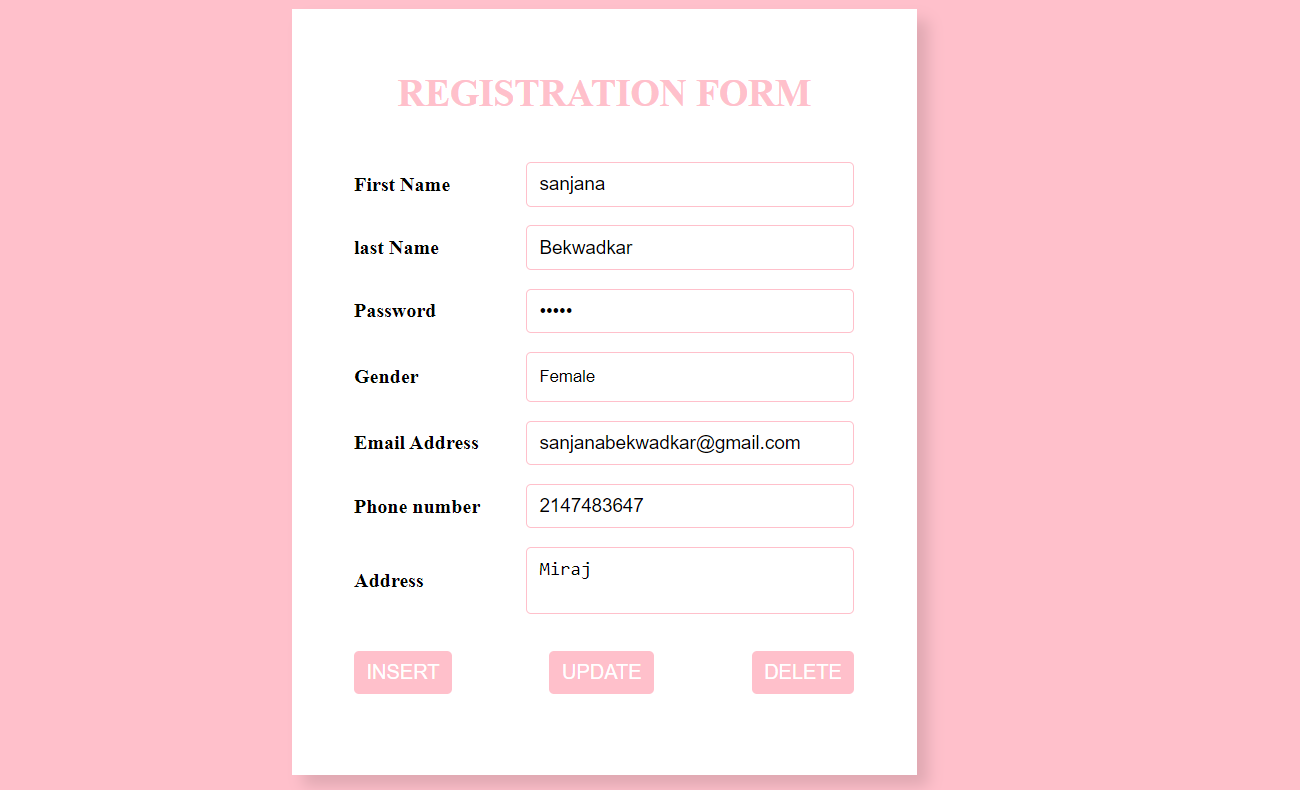 REGISTRATION FORM
First Name sanjana
last Name Bekwadkar
Password •••••
Gender Female
Email Address sanjanabekwadkar@gmail.com
Phone number 2147483647
Address Miraj
INSERT UPDATE DELETE